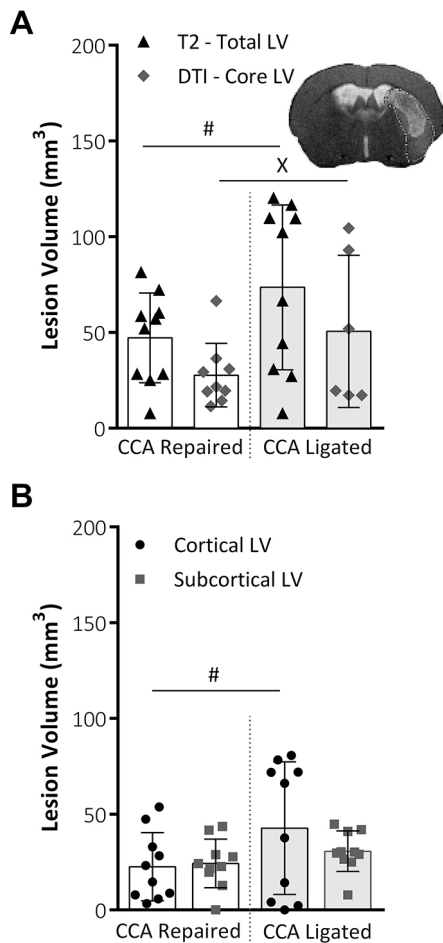 A
200
150
100
50
0
Lesion Volume (mm³)
T2 - Total LV
DTI - Core LV
#
X
CCA Repaired
CCA Ligated
B
200
150
100
50
0
Lesion Volume (mm³)
Cortical LV
Subcortical LV
#
CCA Repaired
CCA Ligated